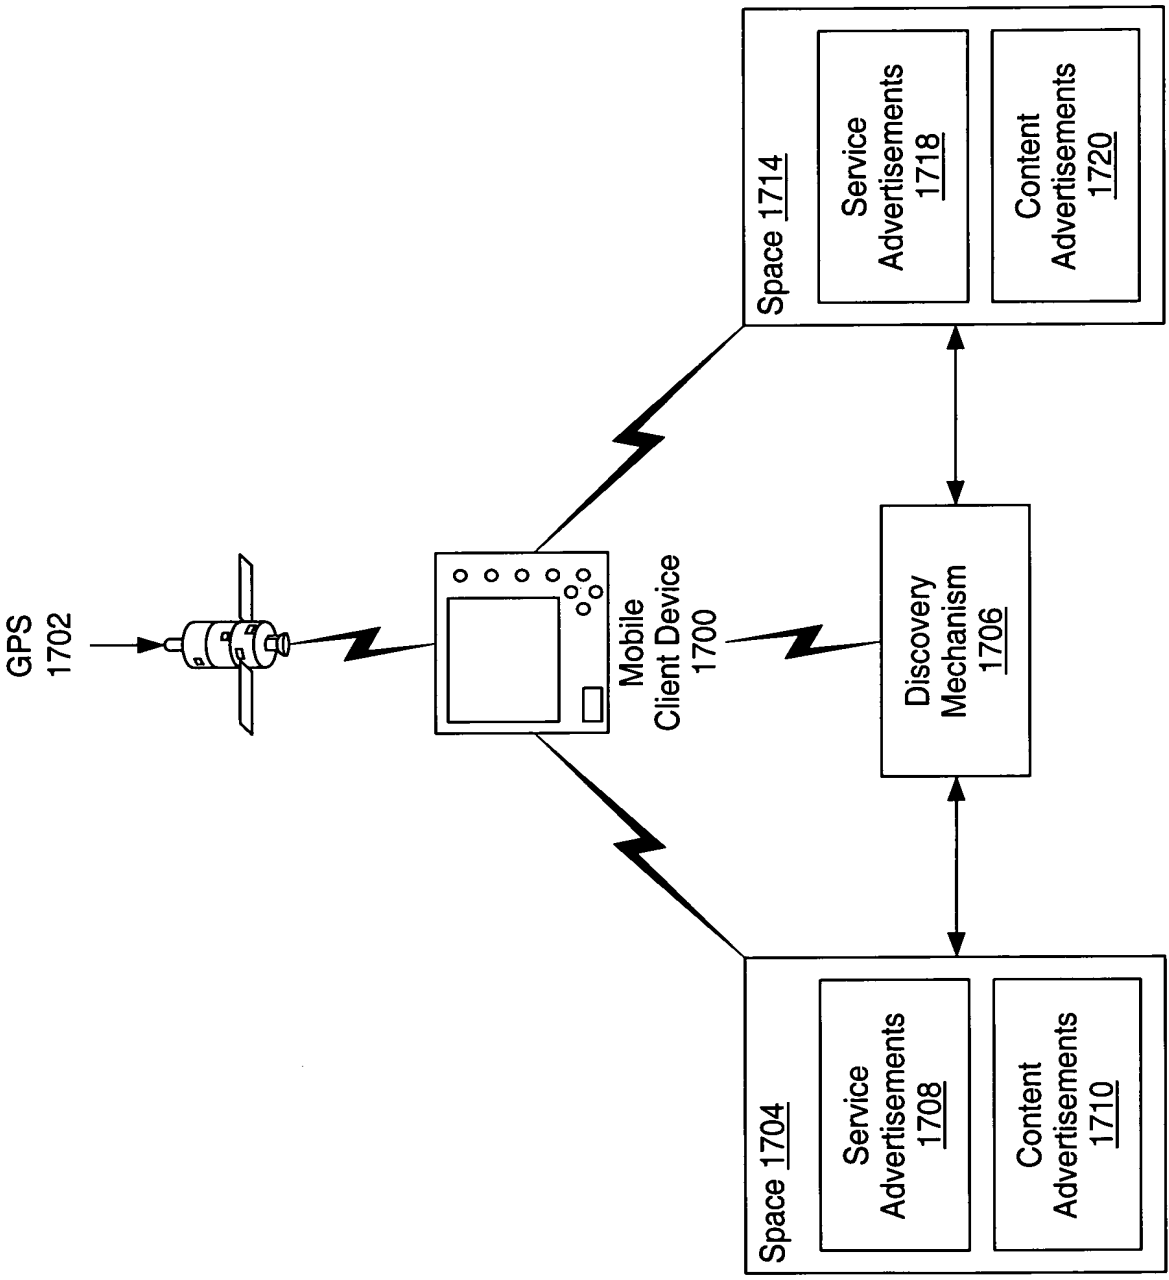 GPS
1702
Mobile
Client Device
1700
Space 1704
Service
Advertisements
1708
Content
Advertisements
1710
Discovery
Mechanism
1706
Space 1714
Service
Advertisements
1718
Content
Advertisements
1720